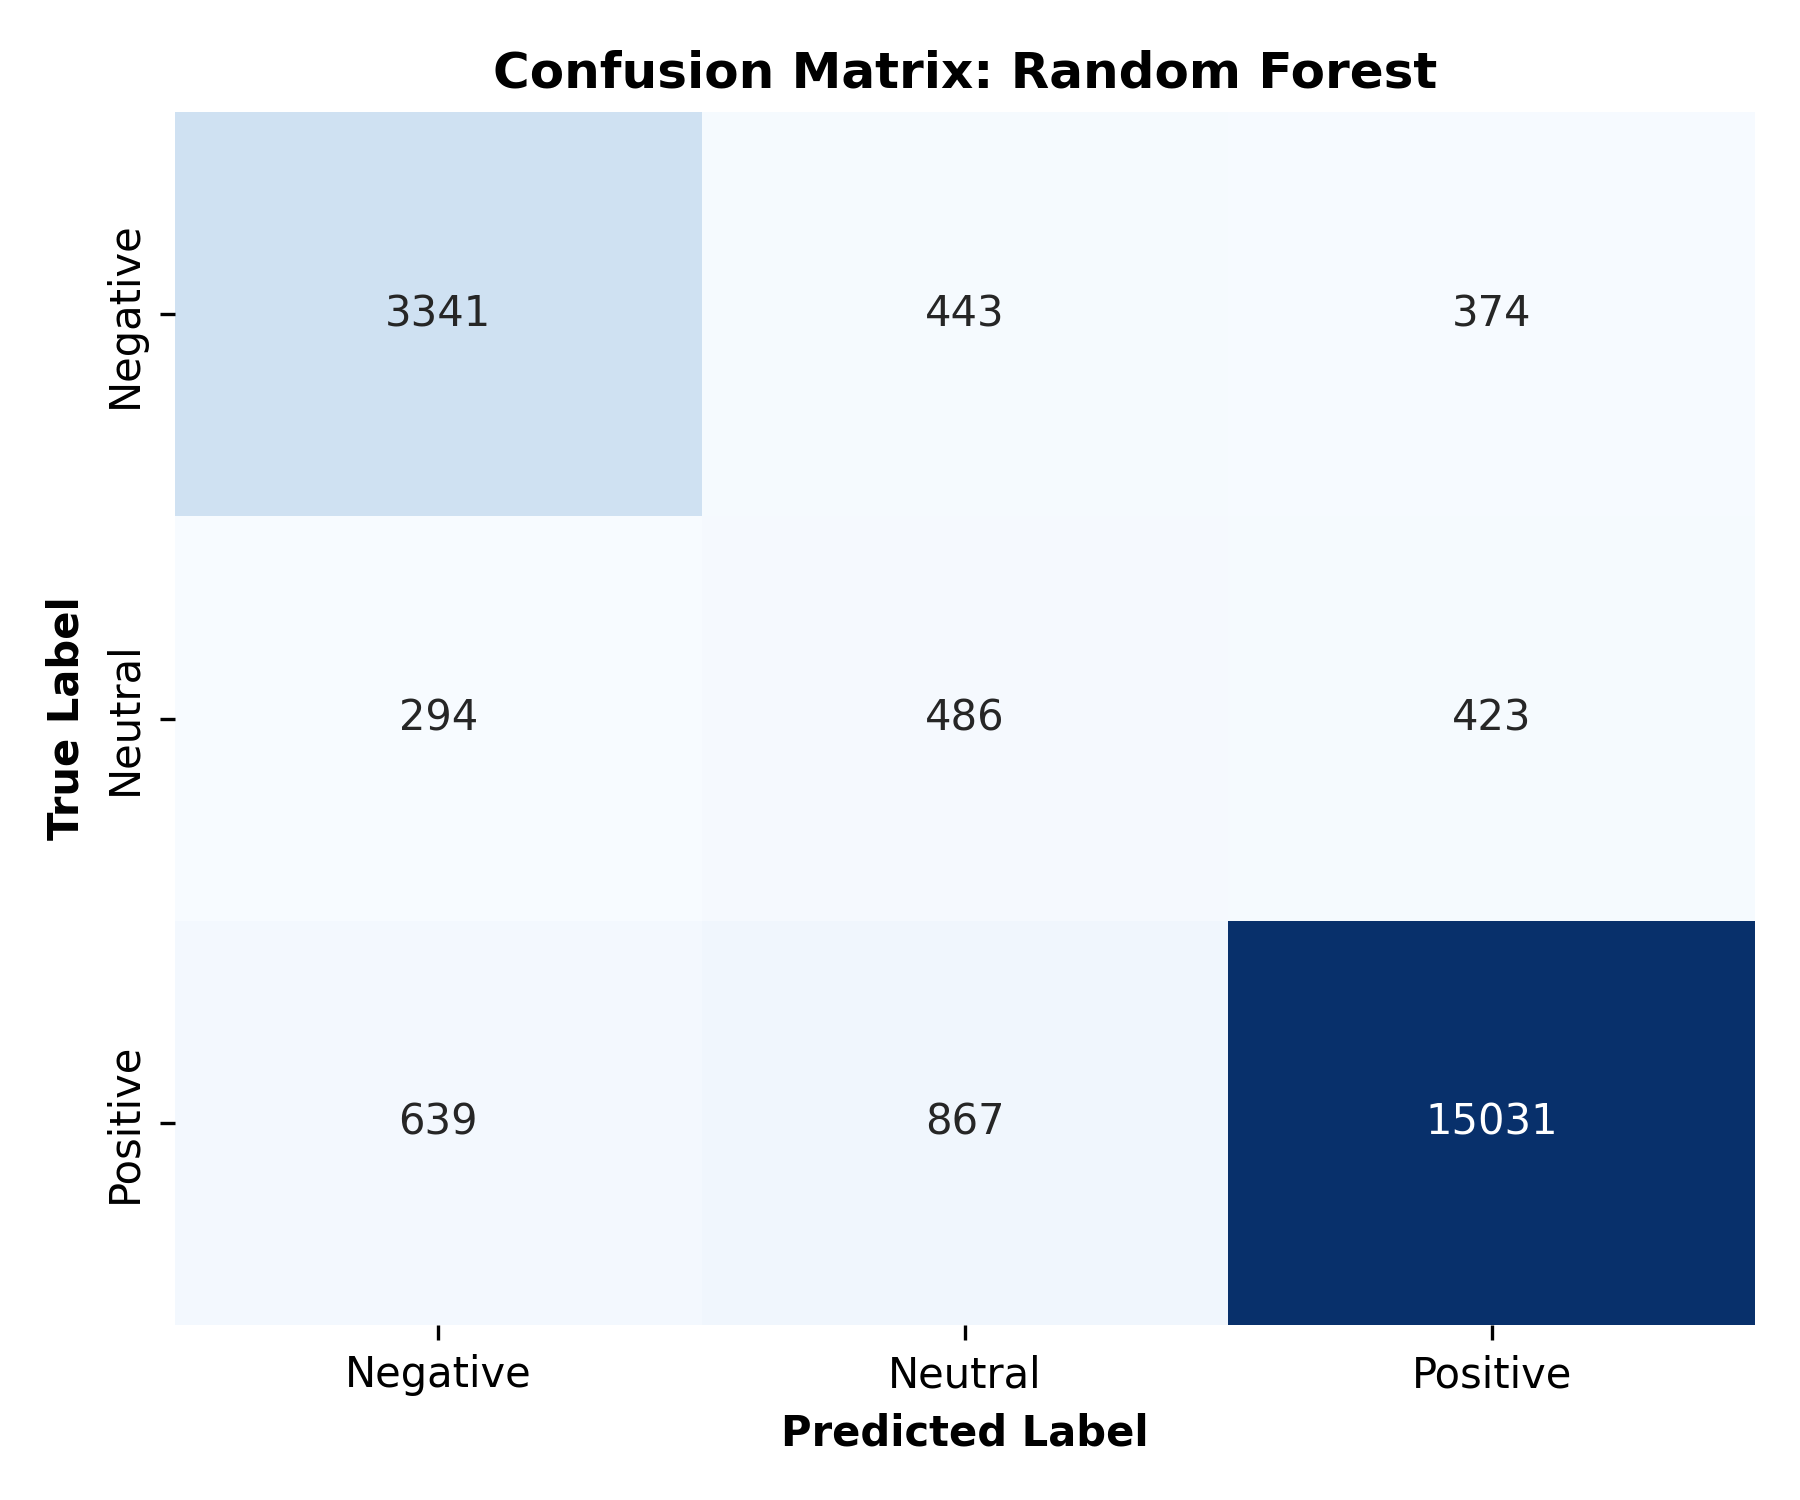 Confusion Matrix: Random Forest
True Label
Negative
3341 443 374
Neutral
294 486 423
Positive
639 867 15031
Negative Neutral Positive
Predicted Label